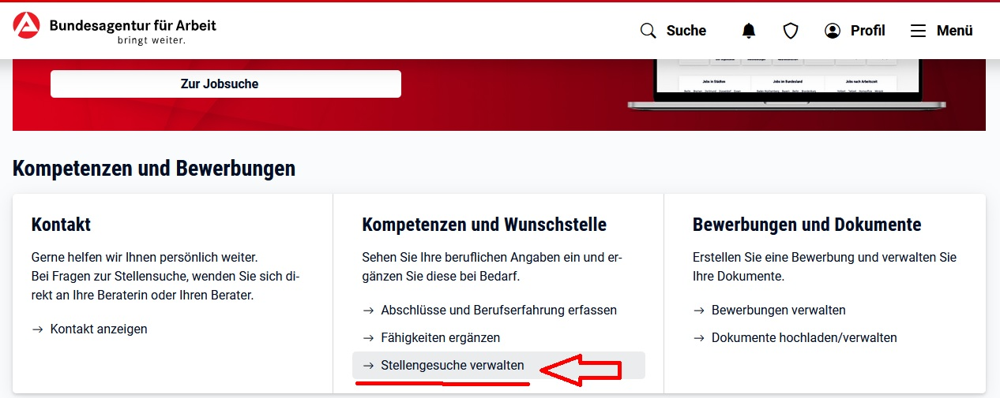 Bundesagentur für Arbeit
bringt weiter.
Suche
Profil
Menü
Zur Jobsuche
Jobs in Städten
Jobs im Bundesland
Jobs nach Arbeitszeit
Kompetenzen und Bewerbungen
Kontakt
Gerne helfen wir Ihnen persönlich weiter.
Bei Fragen zur Stellensuche, wenden Sie sich di-
rekt an Ihre Beraterin oder Ihren Berater.
→ Kontakt anzeigen
Kompetenzen und Wunschstelle
Sehen Sie Ihre beruflichen Angaben ein und er-
gänzen Sie diese bei Bedarf.
→ Abschlüsse und Berufserfahrung erfassen
→ Fähigkeiten ergänzen
→ Stellengesuche verwalten
Bewerbungen und Dokumente
Erstellen Sie eine Bewerbung und verwalten Sie
Ihre Dokumente.
→ Bewerbungen verwalten
→ Dokumente hochladen/verwalten